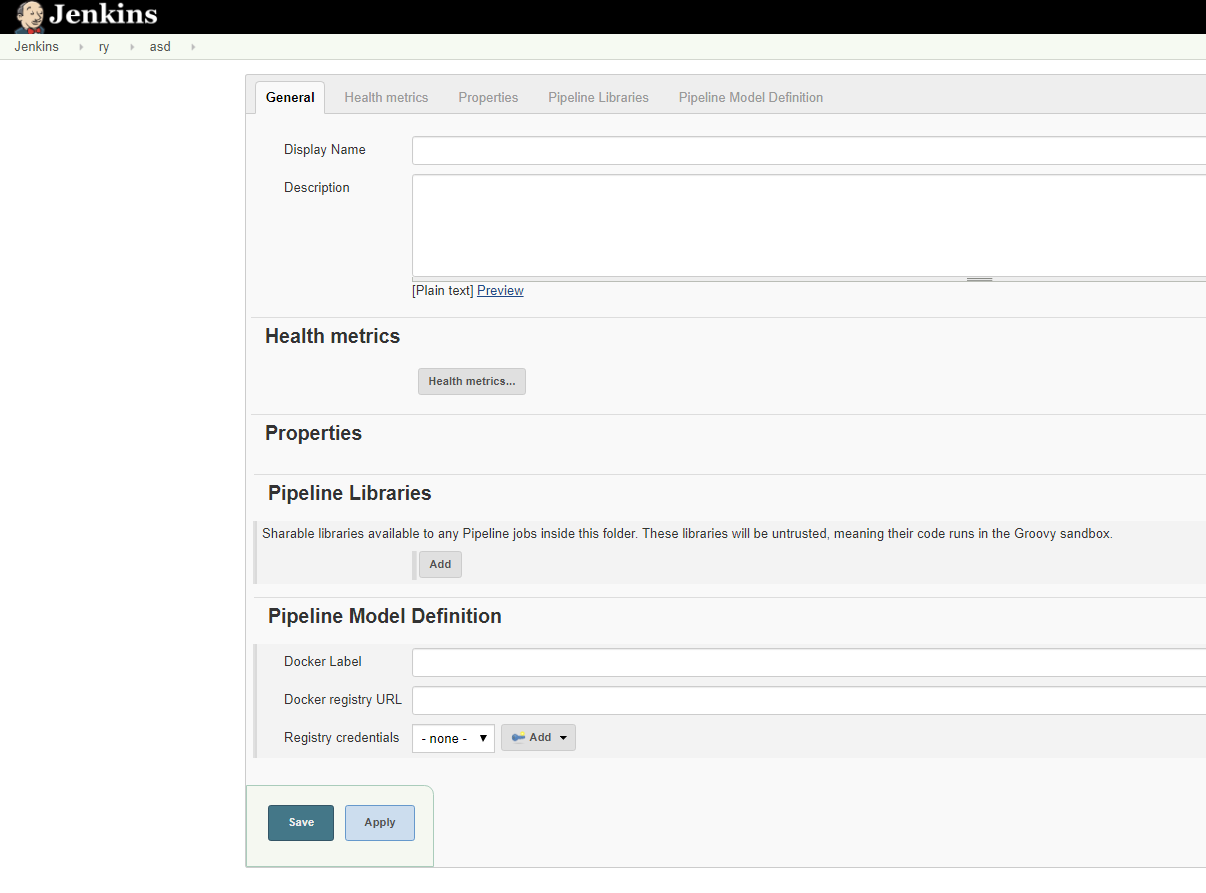 Jenkins
Jenkins ry asd
General Health metrics Properties Pipeline Libraries Pipeline Model Definition
Display Name
Description
[Plain text] Preview
Health metrics
Health metrics...
Properties
Pipeline Libraries
Sharable libraries available to any Pipeline jobs inside this folder. These libraries will be untrusted, meaning their code runs in the Groovy sandbox.
Add
Pipeline Model Definition
Docker Label
Docker registry URL
Registry credentials - none - Add
Save Apply